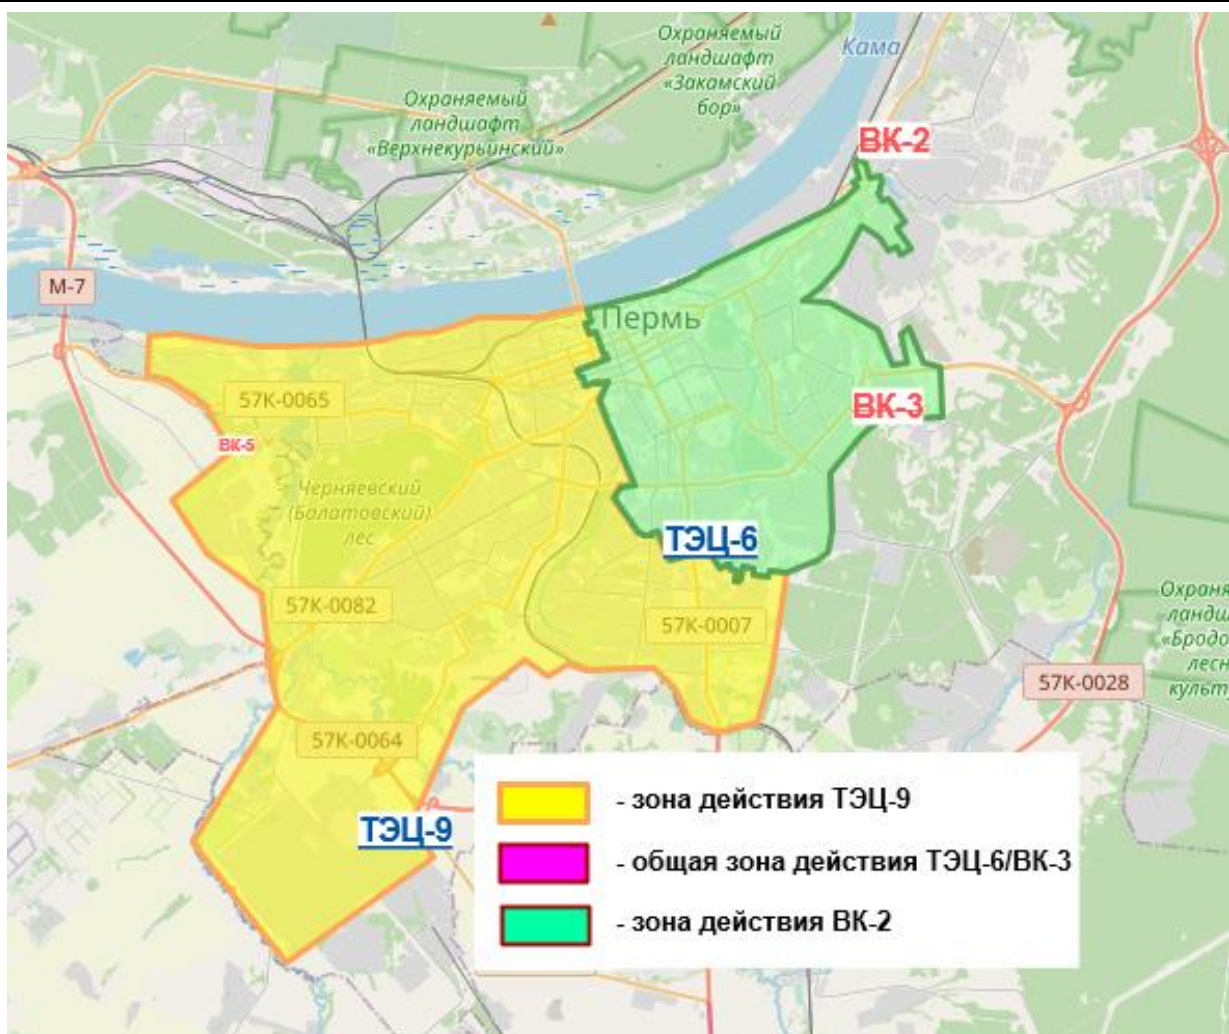 Охраняемый
ландшафт
«Закамский
бор»
Кама
Охраняемый
ландшафт
«Верхнекурьинский»
ВК-2
М-7
Пермь
57К-0065
ВК-3
ВК-5
Черняевский
(Балатовский)
лес
ТЭЦ-6
57К-0082
57К-0007
57К-0028
57К-0064
ТЭЦ-9
- зона действия ТЭЦ-9
- общая зона действия ТЭЦ-6/ВК-3
- зона действия ВК-2